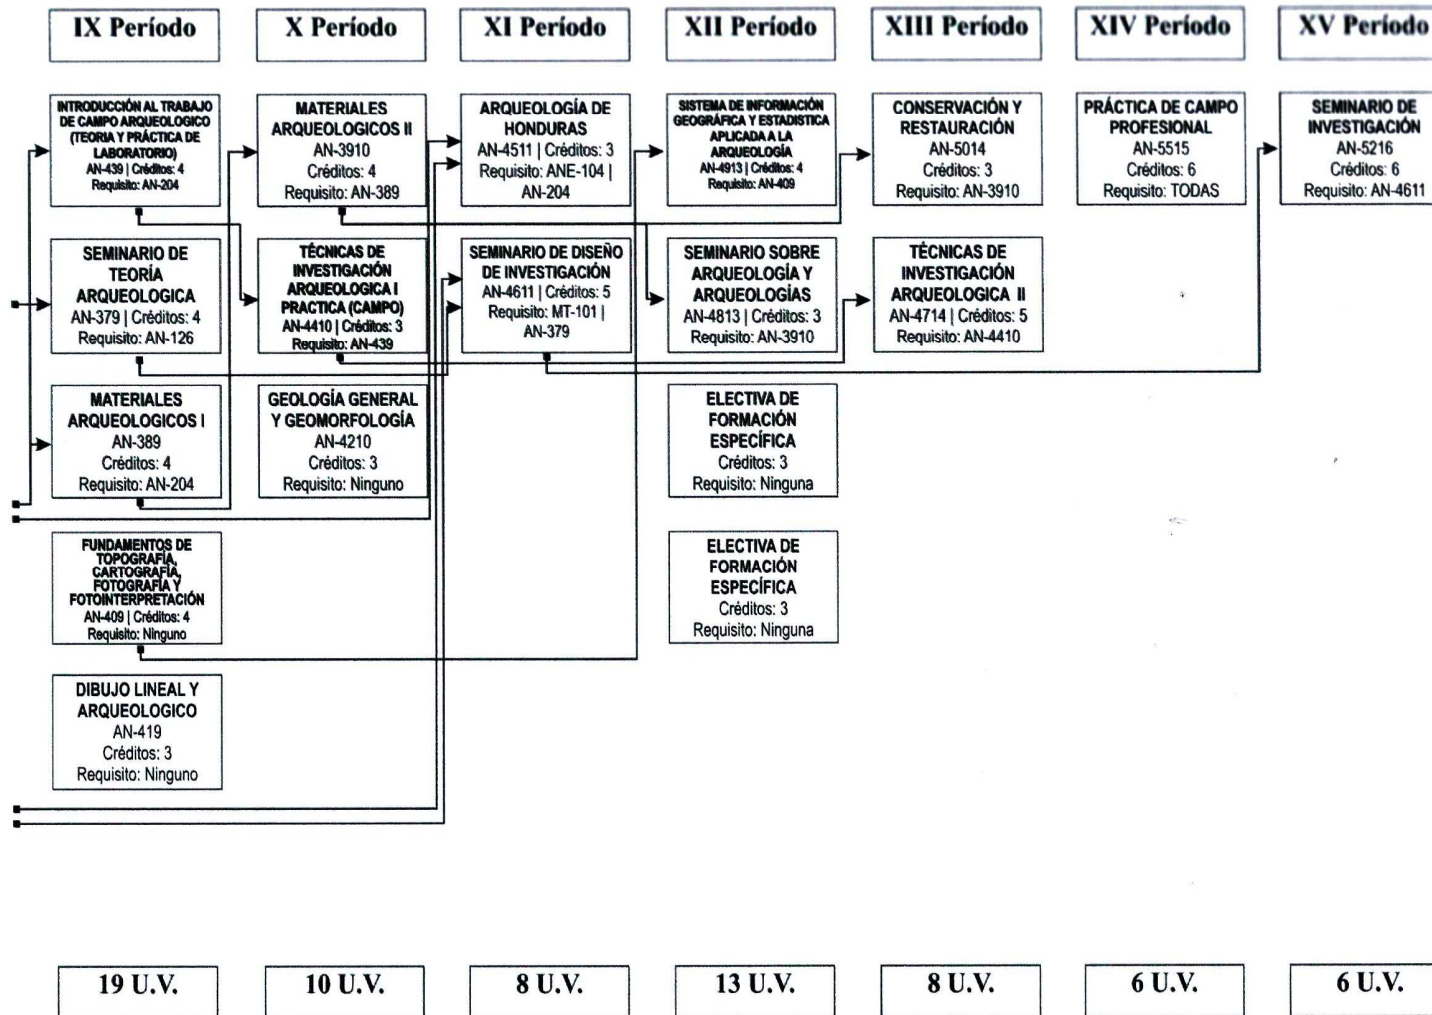 IX Período
X Período
XI Período
XII Período
XIII Período
XIV Período
XV Período
INTRODUCCIÓN AL TRABAJO
DE CAMPO ARQUEOLOGICO
(TEORIA Y PRÁCTICA DE
LABORATORIO)
AN-439 | Créditos: 4
Requisito: AN-204
MATERIALES
ARQUEOLOGICOS II
AN-3910
Créditos: 4
Requisito: AN-389
ARQUEOLOGÍA DE
HONDURAS
AN-4511 | Créditos: 3
Requisito: ANE-104 |
AN-204
SISTEMA DE INFORMACIÓN
GEOGRÁFICA Y ESTADISTICA
APLICADA A LA
ARQUEOLOGÍA
AN-4913 | Créditos: 4
Requisito: AN-409
CONSERVACIÓN Y
RESTAURACIÓN
AN-5014
Créditos: 3
Requisito: AN-3910
PRÁCTICA DE CAMPO
PROFESIONAL
AN-5515
Créditos: 6
Requisito: TODAS
SEMINARIO DE
INVESTIGACIÓN
AN-5216
Créditos: 6
Requisito: AN-4611
SEMINARIO DE
TEORÍA
ARQUEOLOGICA
AN-379 | Créditos: 4
Requisito: AN-126
TÉCNICAS DE
INVESTIGACIÓN
ARQUEOLOGICA I
PRACTICA (CAMPO)
AN-4410 | Créditos: 3
Requisito: AN-439
SEMINARIO DE DISEÑO
DE INVESTIGACIÓN
AN-4611 | Créditos: 5
Requisito: MT-101 |
AN-379
SEMINARIO SOBRE
ARQUEOLOGÍA Y
ARQUEOLOGÍAS
AN-4813 | Créditos: 3
Requisito: AN-3910
TÉCNICAS DE
INVESTIGACIÓN
ARQUEOLOGICA II
AN-4714 | Créditos: 5
Requisito: AN-4410
MATERIALES
ARQUEOLOGICOS I
AN-389
Créditos: 4
Requisito: AN-204
GEOLOGÍA GENERAL
Y GEOMORFOLOGÍA
AN-4210
Créditos: 3
Requisito: Ninguno
ELECTIVA DE
FORMACIÓN
ESPECÍFICA
Créditos: 3
Requisito: Ninguna
FUNDAMENTOS DE
TOPOGRAFÍA,
CARTOGRAFÍA,
FOTOGRAFÍA Y
FOTOINTERPRETACIÓN
AN-409 | Créditos: 4
Requisito: Ninguno
ELECTIVA DE
FORMACIÓN
ESPECÍFICA
Créditos: 3
Requisito: Ninguna
DIBUJO LINEAL Y
ARQUEOLOGICO
AN-419
Créditos: 3
Requisito: Ninguno
19 U.V.
10 U.V.
8 U.V.
13 U.V.
8 U.V.
6 U.V.
6 U.V.